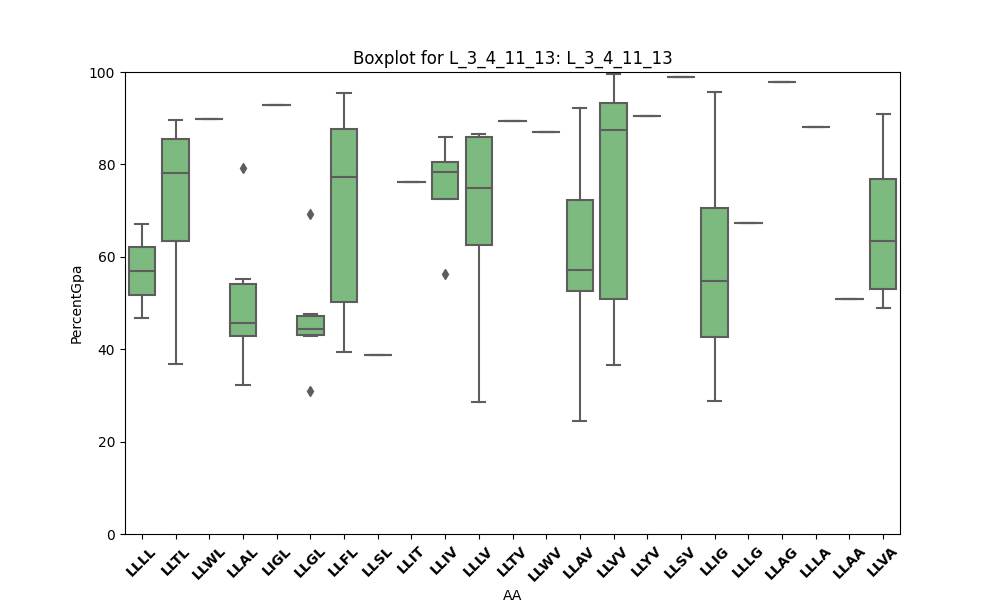 Boxplot for L_3_4_11_13: L_3_4_11_13
100
80
60
40
20
0
PercentGpa
LLLL
LLTL
LLWL
LLAL
LIGL
LLGL
LLFL
LLSL
LLIT
LLIV
LLLV
LLTV
LLWV
LLAV
LLVV
LLYV
LLSV
LLIG
LLLG
LLAG
LLLA
LLAA
LLVA
AA